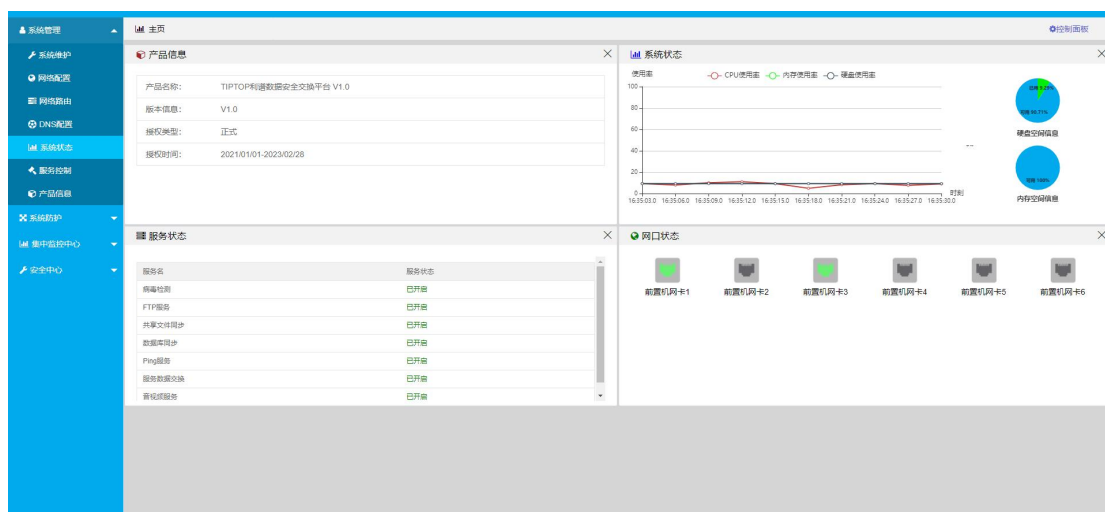 系统管理
系统维护
网络配置
网络路由
DNS配置
系统状态
服务控制
产品信息
系统防护
集中监控中心
安全中心
主页
控制面板
产品信息
产品名称: TIPTOP利谱数据安全交换平台 V1.0
版本信息: V1.0
授权类型: 正式
授权时间: 2021/01/01-2023/02/28
系统状态
使用率
CPU使用率 内存使用率 硬盘使用率
100
80
60
40
20
0
时刻
16:35:03.0 16:35:06.0 16:35:09.0 16:35:12.0 16:35:15.0 16:35:18.0 16:35:21.0 16:35:24.0 16:35:27.0 16:35:30.0
--
硬盘空间信息
内存空间信息
服务状态
服务名 服务状态
病毒检测 已开启
FTP服务 已开启
共享文件同步 已开启
数据库同步 已开启
Ping服务 已开启
服务数据交换 已开启
音视频服务 已开启
网口状态
前置机网卡1 前置机网卡2 前置机网卡3 前置机网卡4 前置机网卡5 前置机网卡6